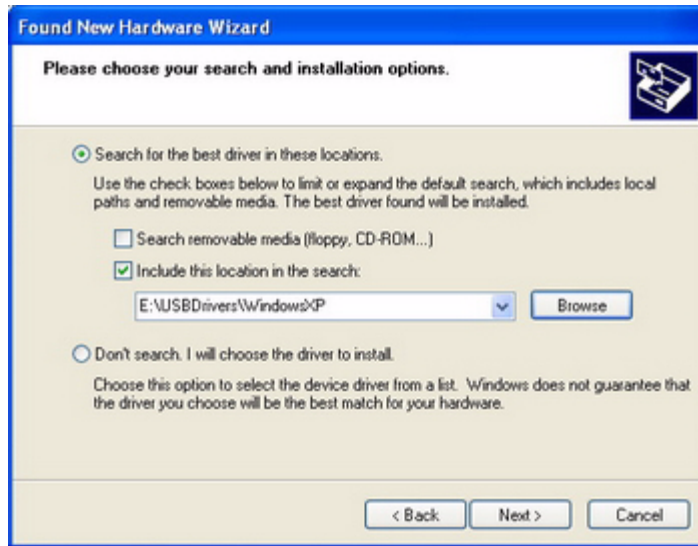 Found New Hardware Wizard
Please choose your search and installation options.
Search for the best driver in these locations.
Use the check boxes below to limit or expand the default search, which includes local
paths and removable media. The best driver found will be installed.
Search removable media (floppy, CD-ROM...)
Include this location in the search:
E:\USBDrivers\WindowsXP
Browse
Don't search. I will choose the driver to install.
Choose this option to select the device driver from a list. Windows does not guarantee that
the driver you choose will be the best match for your hardware.
< Back
Next >
Cancel